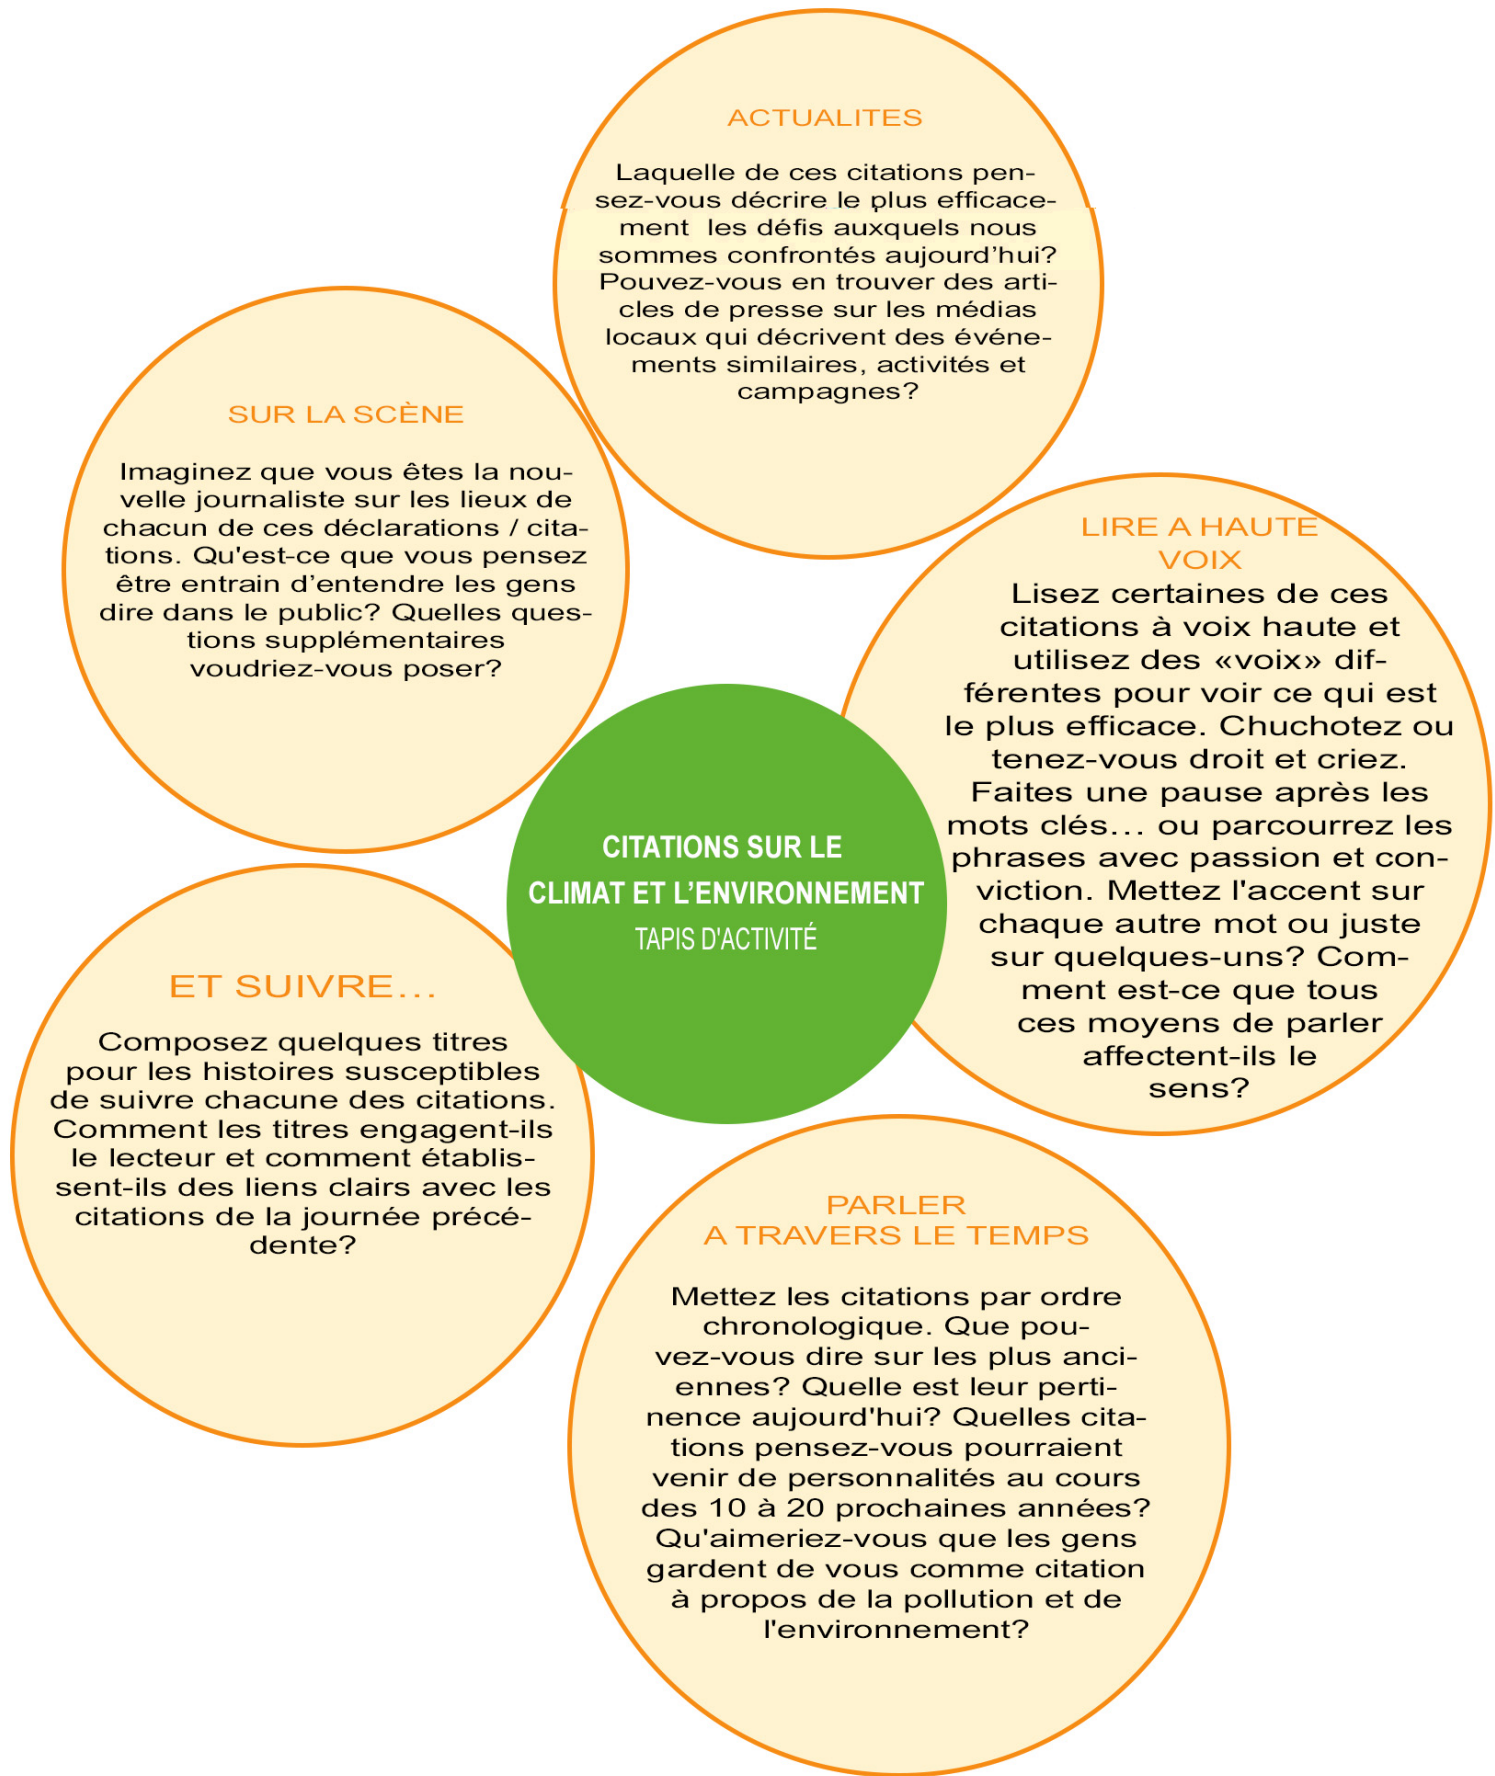 ACTUALITES
Laquelle de ces citations pen-
sez-vous décrire le plus efficace-
ment les défis auxquels nous
sommes confrontés aujourd’hui?
Pouvez-vous en trouver des arti-
cles de presse sur les médias
locaux qui décrivent des événe-
ments similaires, activités et
campagnes?
SUR LA SCÈNE
Imaginez que vous êtes la nou-
velle journaliste sur les lieux de
chacun de ces déclarations / cita-
tions. Qu'est-ce que vous pensez
être entrain d’entendre les gens
dire dans le public? Quelles ques-
tions supplémentaires
voudriez-vous poser?
LIRE A HAUTE
VOIX
Lisez certaines de ces
citations à voix haute et
utilisez des «voix» dif-
férentes pour voir ce qui est
le plus efficace. Chuchotez ou
tenez-vous droit et criez.
Faites une pause après les
mots clés... ou parcourrez les
phrases avec passion et con-
viction. Mettez l'accent sur
chaque autre mot ou juste
sur quelques-uns? Com-
ment est-ce que tous
ces moyens de parler
affectent-ils le
sens?
CITATIONS SUR LE
CLIMAT ET L’ENVIRONNEMENT
TAPIS D'ACTIVITÉ
ET SUIVRE...
Composez quelques titres
pour les histoires susceptibles
de suivre chacune des citations.
Comment les titres engagent-ils
le lecteur et comment établis-
sent-ils des liens clairs avec les
citations de la journée précé-
dente?
PARLER
A TRAVERS LE TEMPS
Mettez les citations par ordre
chronologique. Que pou-
vez-vous dire sur les plus anci-
ennes? Quelle est leur perti-
nence aujourd'hui? Quelles cita-
tions pensez-vous pourraient
venir de personnalités au cours
des 10 à 20 prochaines années?
Qu'aimeriez-vous que les gens
gardent de vous comme citation
à propos de la pollution et de
l'environnement?